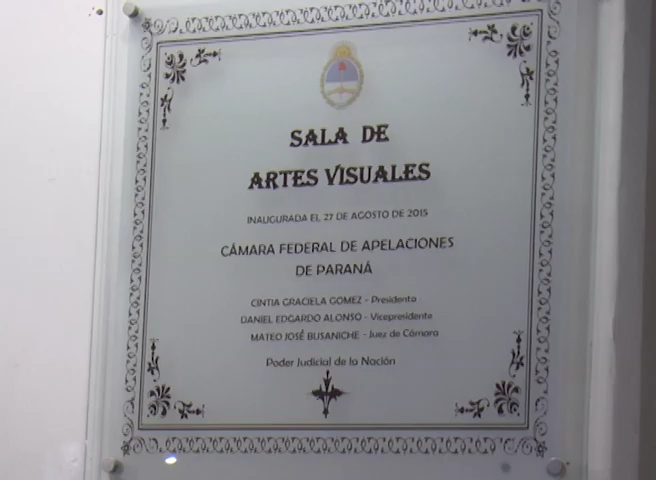 SALA DE
ARTES VISUALES
INAUGURADA EL 27 DE AGOSTO DE 2015
CÁMARA FEDERAL DE APELACIONES
DE PARANÁ
CINTIA GRACIELA GOMEZ - Presidenta
DANIEL EDGARDO ALONSO - Vicepresidente
MATEO JOSÉ BUSANICHE - Juez de Cámara
Poder Judicial de la Nación